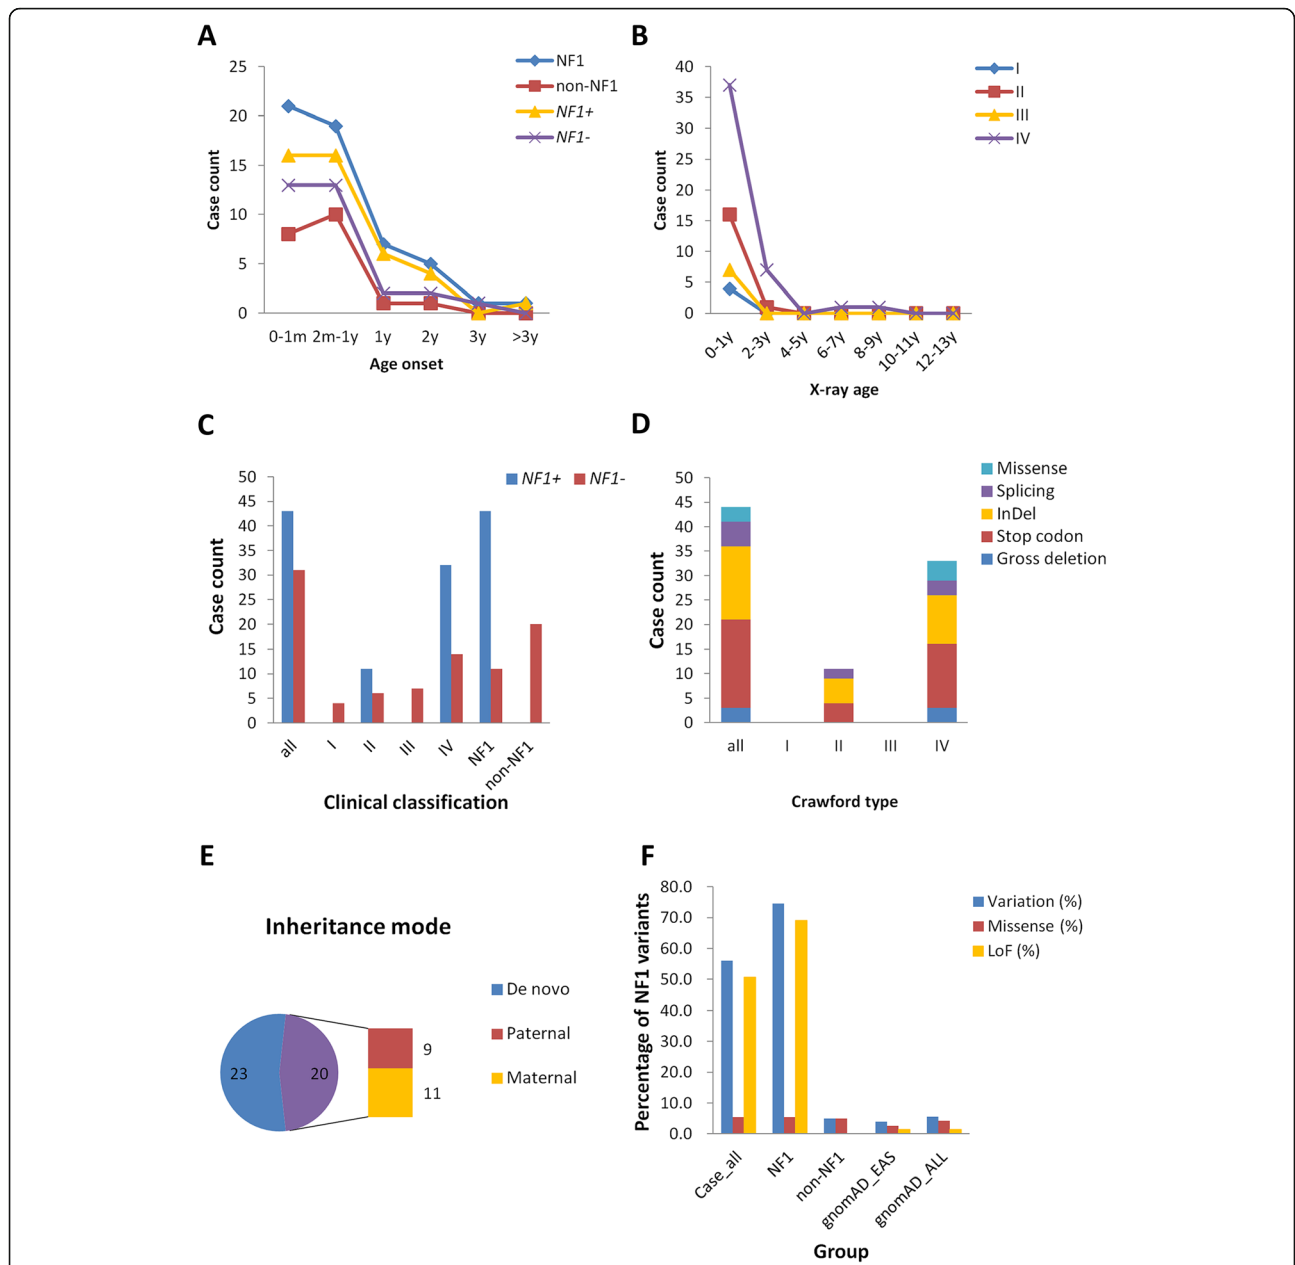 A
25
20
15
10
5
0
Case count
0-1m 2m-1y 1y 2y 3y >3y
Age onset
NF1
non-NF1
NF1+
NF1-
B
40
35
30
25
20
15
10
5
0
Case count
0-1y 2-3y 4-5y 6-7y 8-9y 10-11y 12-13y
X-ray age
I
II
III
IV
C
50
45
40
35
30
25
20
15
10
5
0
Case count
all I II III IV NF1 non-NF1
Clinical classification
NF1+ NF1-
D
50
45
40
35
30
25
20
15
10
5
0
Case count
all I II III IV
Crawford type
Missense
Splicing
InDel
Stop codon
Gross deletion
E
Inheritance mode
23 20
9
11
De novo
Paternal
Maternal
F
80.0
70.0
60.0
50.0
40.0
30.0
20.0
10.0
0.0
Percentage of NF1 variants
Case_all NF1 non-NF1 gnomAD_EAS gnomAD_ALL
Group
Variation (%)
Missense (%)
LoF (%)